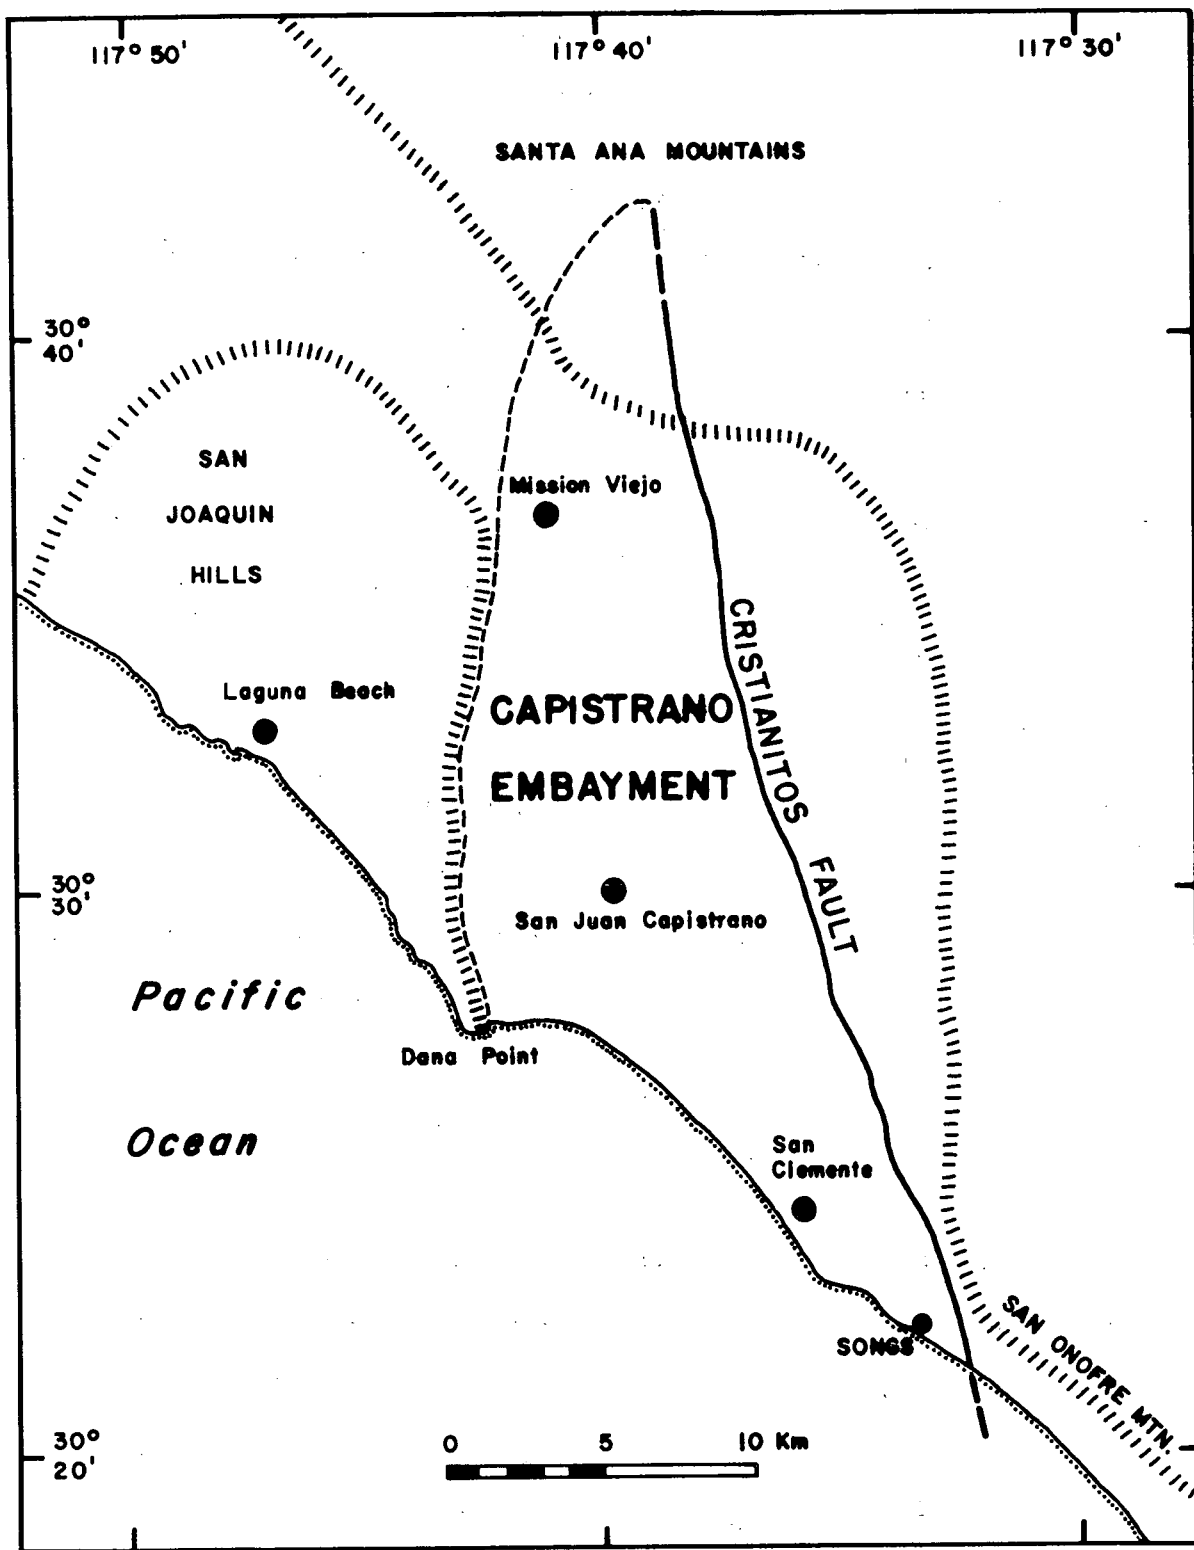 117° 50'
117° 40'
117° 30'
SANTA ANA MOUNTAINS
30°
40'
SAN
JOAQUIN
HILLS
Mission Viejo
CRISTIANITOS FAULT
Laguna Beach
CAPISTRANO
EMBAYMENT
30°
30'
San Juan Capistrano
Pacific
Ocean
Dana Point
San
Clemente
SONGS
SAN ONOFRE MTN.
30°
20'
0 5 10 Km